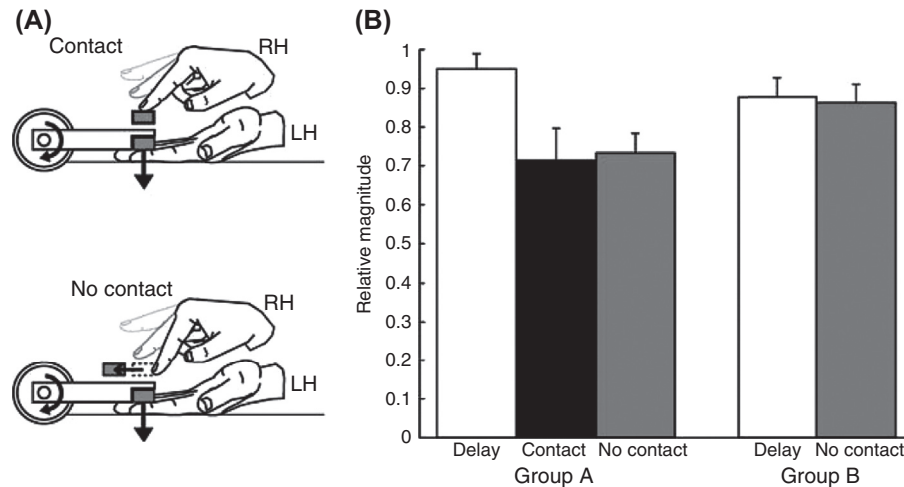 (A)
Contact
RH
LH
No contact
RH
LH
(B)
Relative magnitude
1
0.9
0.8
0.7
0.6
0.5
0.4
0.3
0.2
0.1
0
Delay Contact No contact Delay No contact
Group A Group B